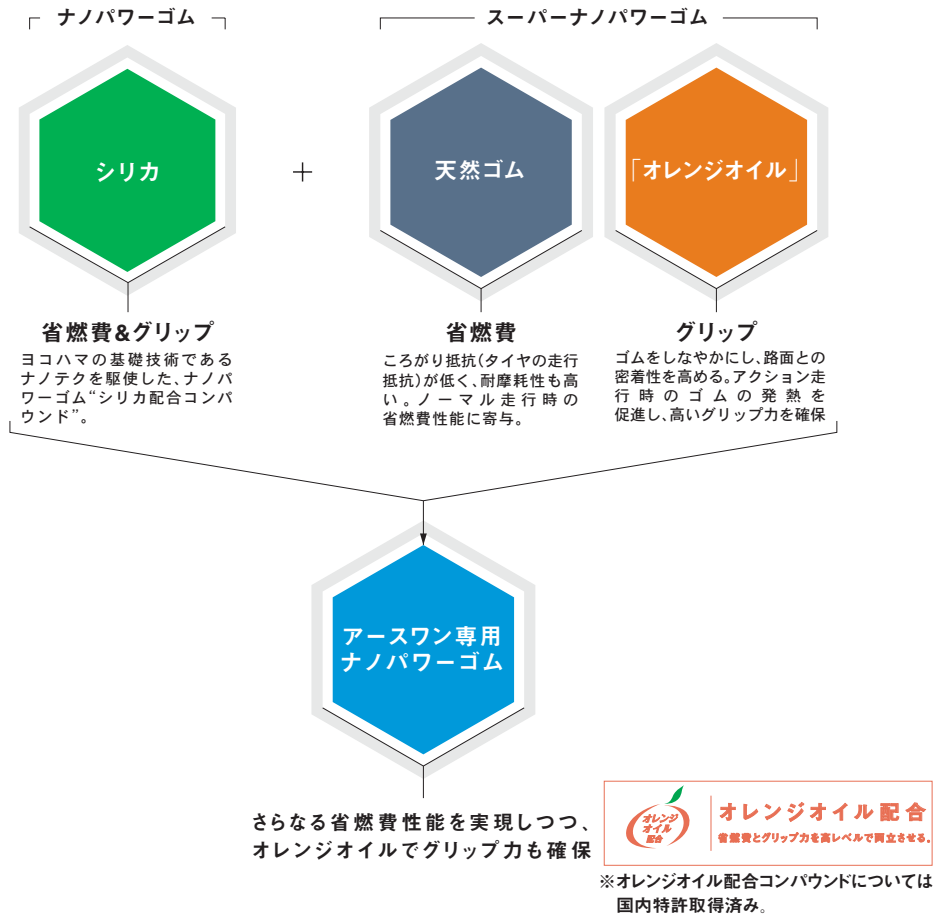 ナノパワーゴム
スーパーナノパワーゴム
シリカ
+
天然ゴム
「オレンジオイル」
省燃費&グリップ
ヨコハマの基礎技術である
ナノテクを駆使した、ナノパ
ワーゴム“シリカ配合コンパ
ウンド”。
省燃費
ころがり抵抗(タイヤの走行
抵抗)が低く、耐摩耗性も高
い。ノーマル走行時の
省燃費性能に寄与。
グリップ
ゴムをしなやかにし、路面との
密着性を高める。アクション走
行時のゴムの発熱を
促進し、高いグリップ力を確保
アースワン専用
ナノパワーゴム
さらなる省燃費性能を実現しつつ、
オレンジオイルでグリップ力も確保
オレンジ
オイル
配合
オレンジオイル配合
省燃費とグリップ力を高レベルで両立させる。
※オレンジオイル配合コンパウンドについては
国内特許取得済み。